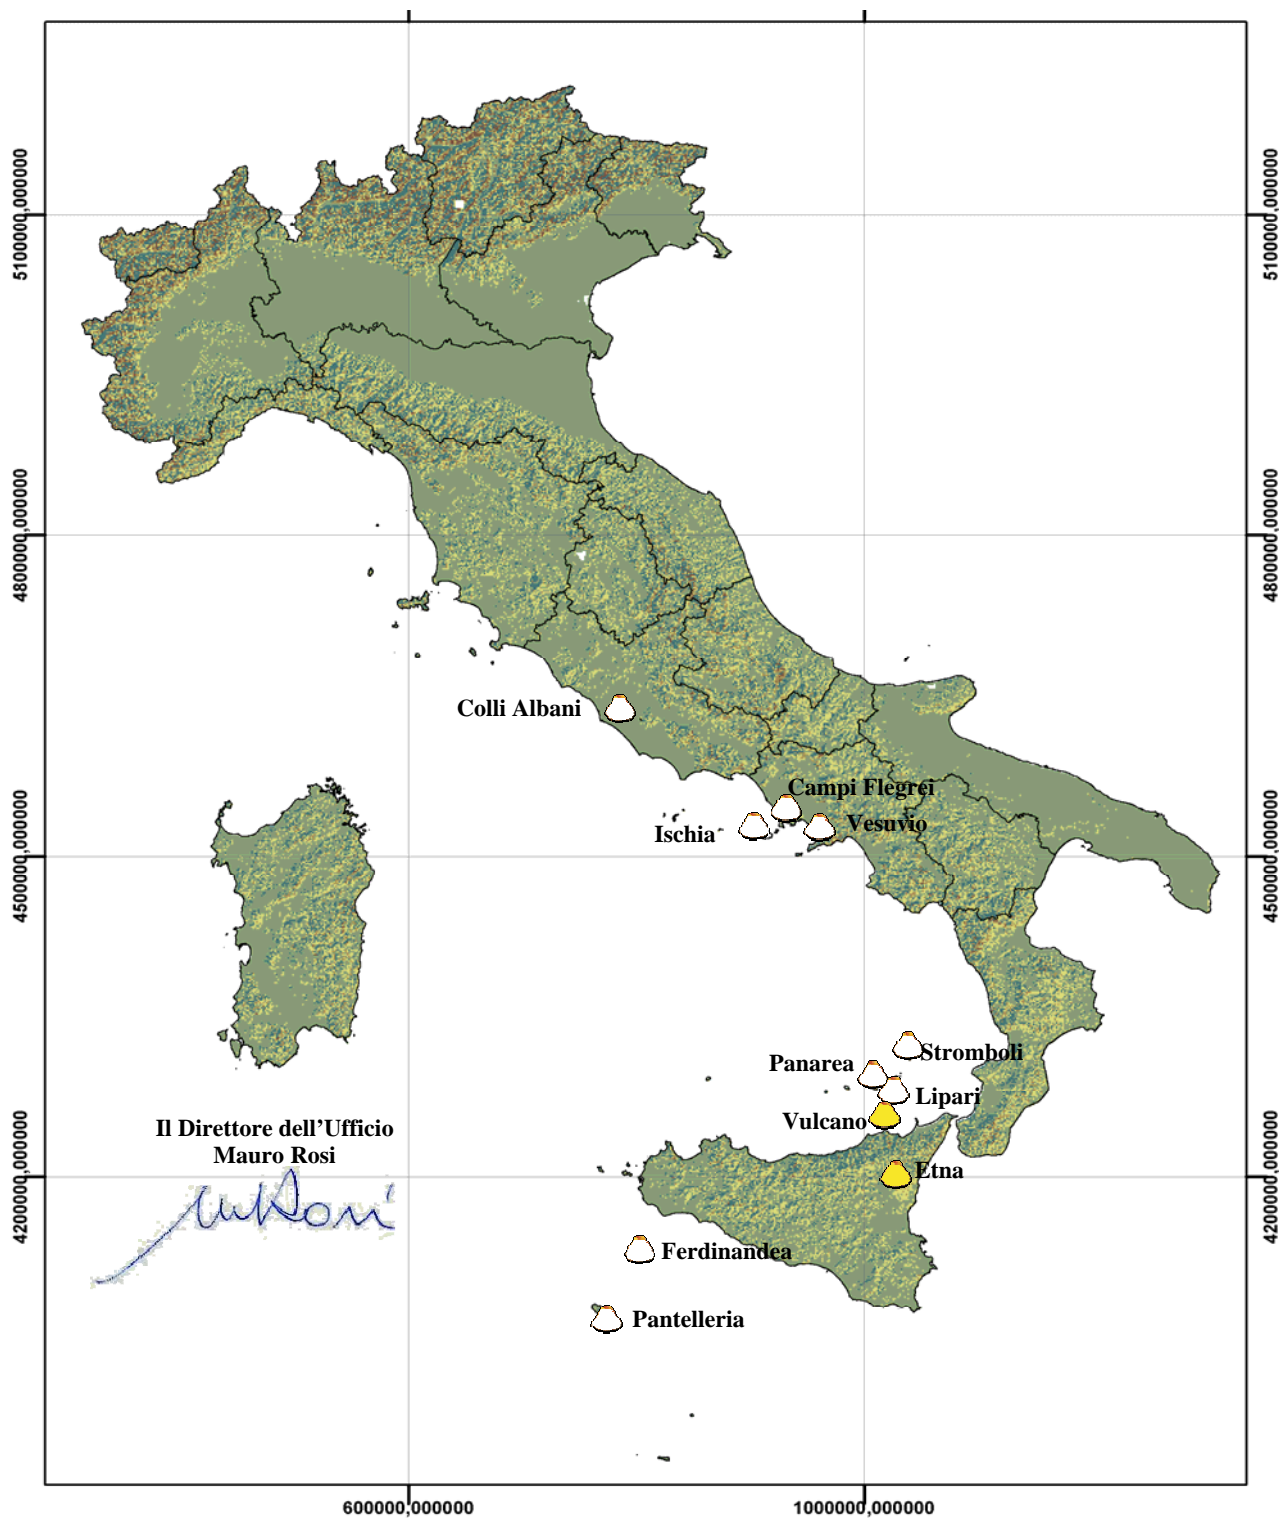 5100000,000000
5100000,000000
4800000,000000
4800000,000000
Colli Albani
Campi Flegrei
Ischia
Vesuvio
4500000,000000
4500000,000000
Stromboli
Panarea
Lipari
Vulcano
Il Direttore dell'Ufficio
Mauro Rosi
Etna
4200000,000000
4200000,000000
Ferdinandea
Pantelleria
600000,000000
1000000,000000